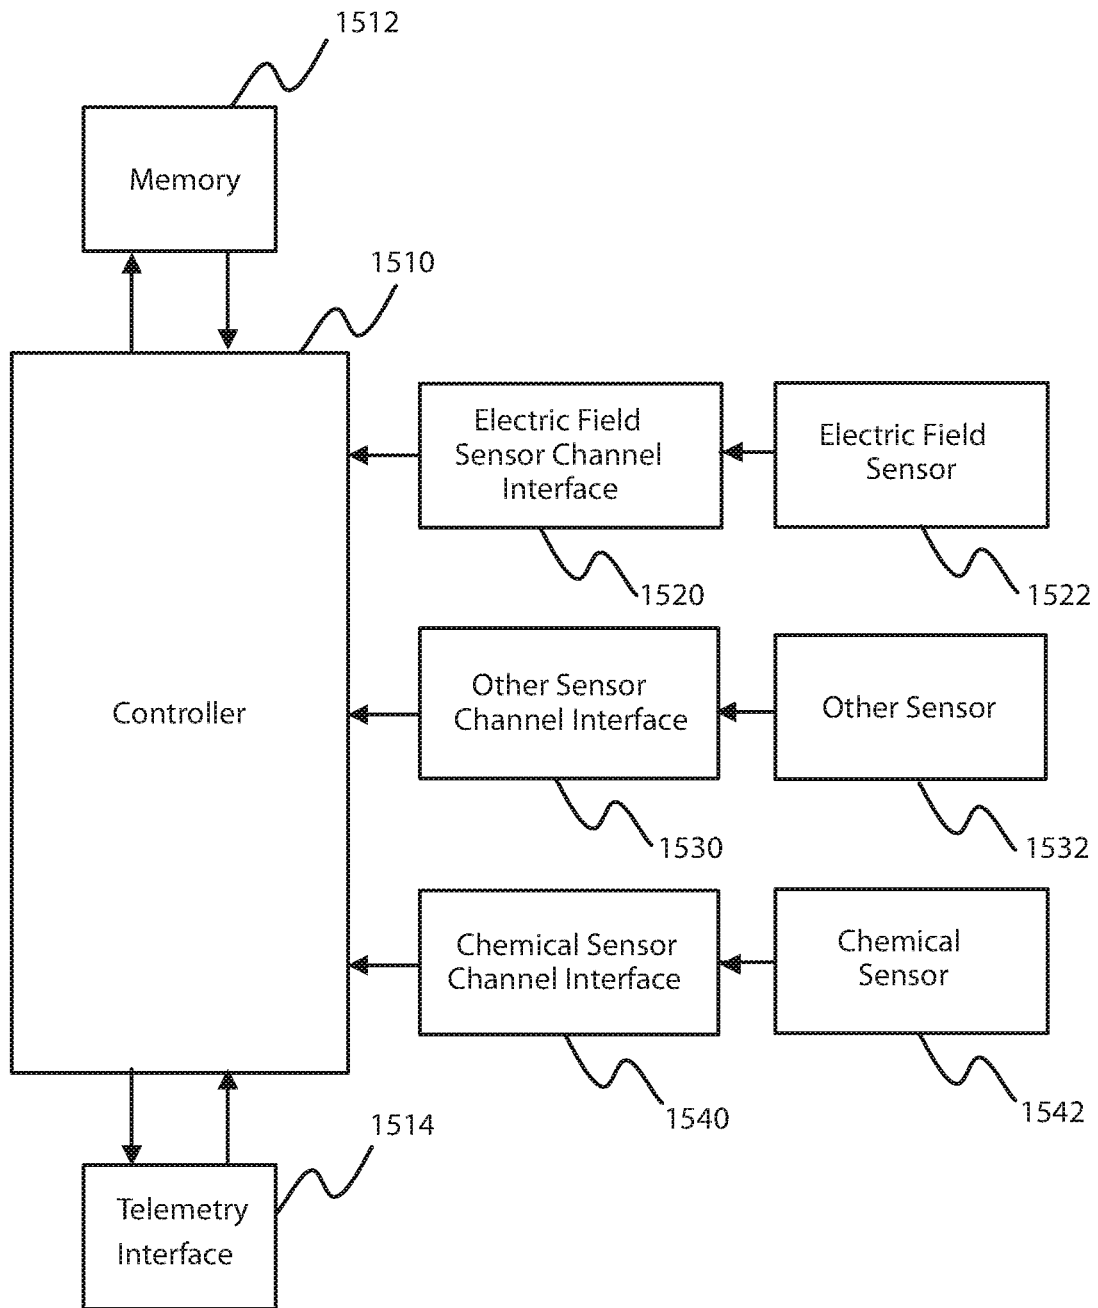 1512
Memory
1510
Electric Field
Sensor Channel
Interface
Electric Field
Sensor
1520
1522
Controller
Other Sensor
Channel Interface
Other Sensor
1530
1532
Chemical Sensor
Channel Interface
Chemical
Sensor
1540
1542
1514
Telemetry
Interface